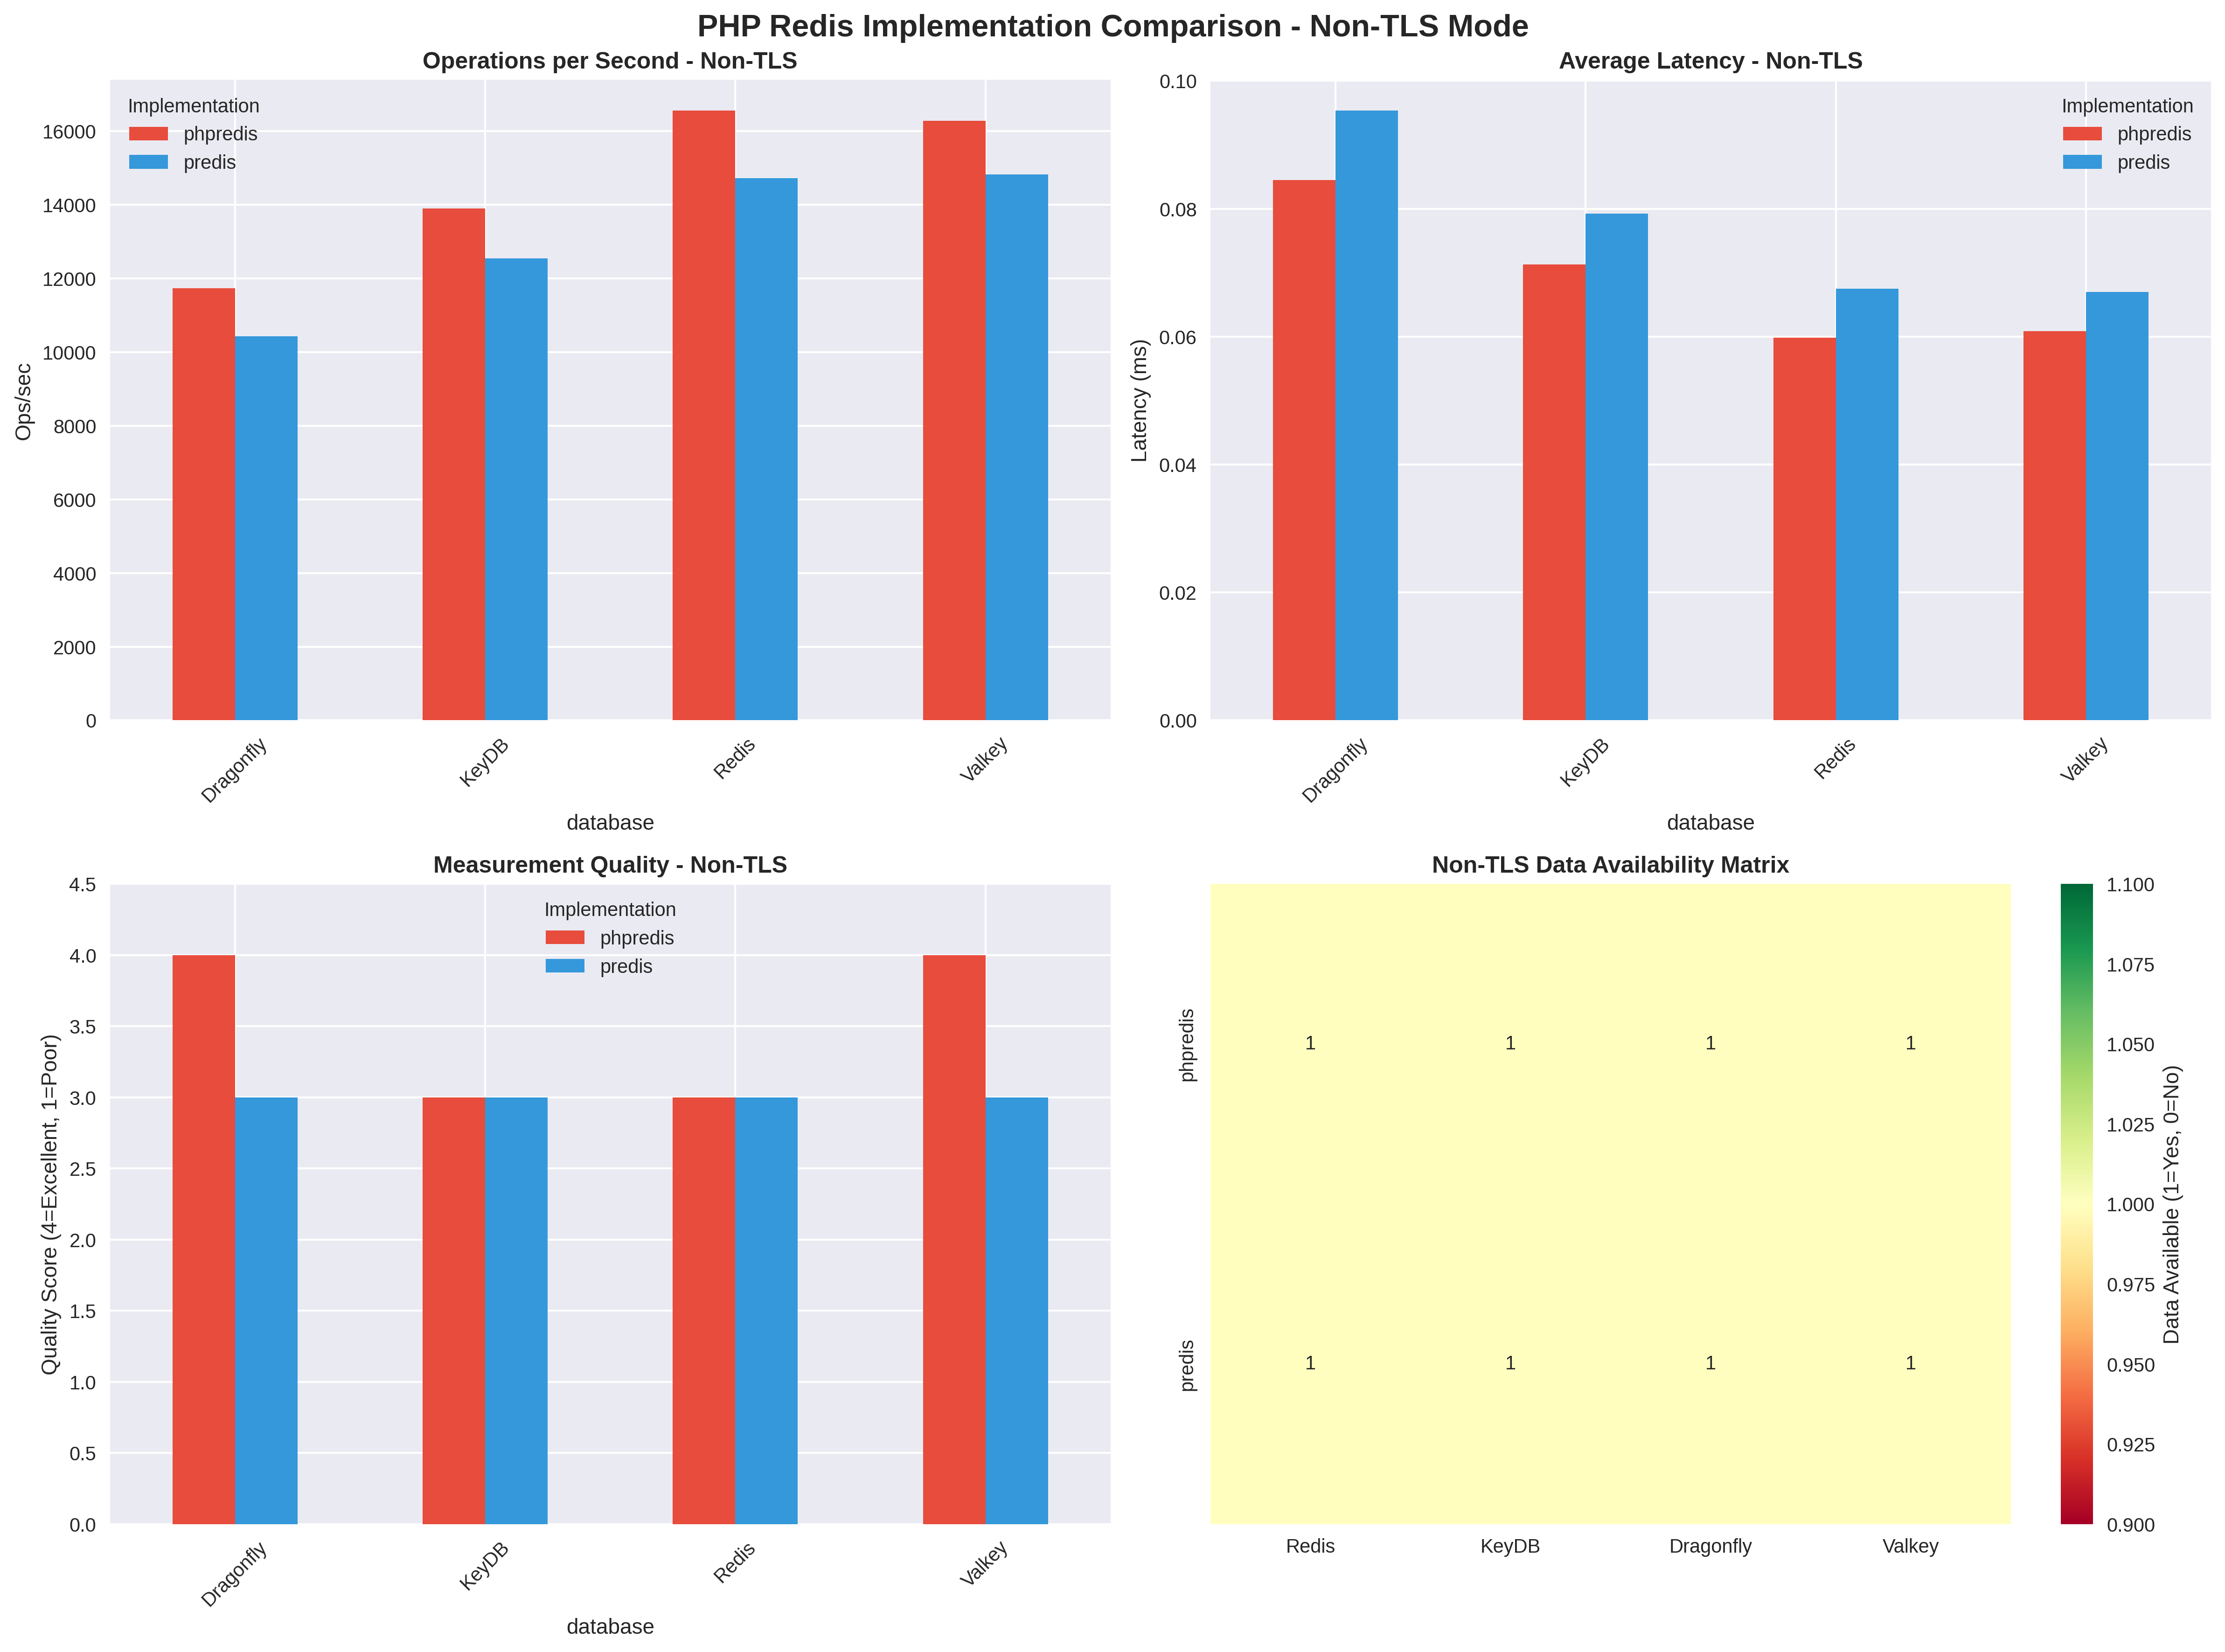 PHP Redis Implementation Comparison - Non-TLS Mode
Operations per Second - Non-TLS
Implementation
phpredis
predis
Ops/sec
16000
14000
12000
10000
8000
6000
4000
2000
0
Dragonfly
KeyDB
Redis
Valkey
database
Average Latency - Non-TLS
Implementation
phpredis
predis
Latency (ms)
0.10
0.08
0.06
0.04
0.02
0.00
Dragonfly
KeyDB
Redis
Valkey
database
Measurement Quality - Non-TLS
Implementation
phpredis
predis
Quality Score (4=Excellent, 1=Poor)
4.5
4.0
3.5
3.0
2.5
2.0
1.5
1.0
0.5
0.0
Dragonfly
KeyDB
Redis
Valkey
database
Non-TLS Data Availability Matrix
phpredis
1 1 1 1
predis
1 1 1 1
Redis
KeyDB
Dragonfly
Valkey
1.100
1.075
1.050
1.025
1.000
0.975
0.950
0.925
0.900
Data Available (1=Yes, 0=No)